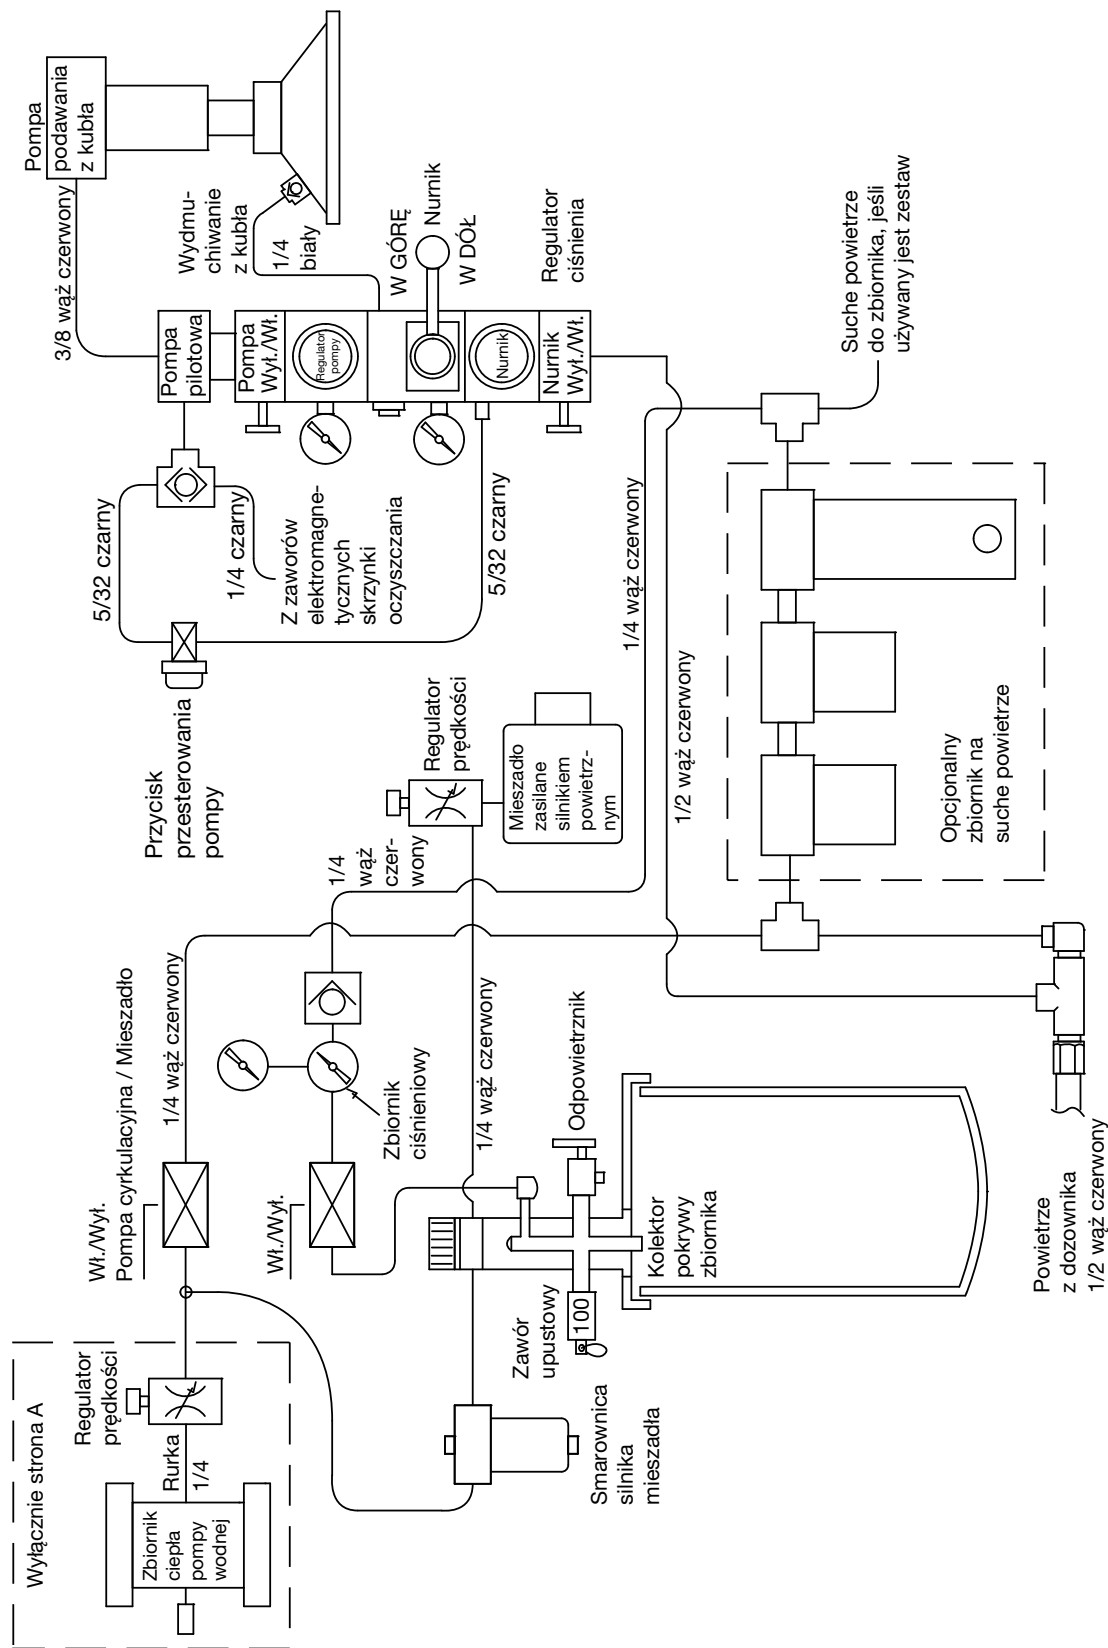 Wyłącznie strona A
Zbiornik
ciepła
pompy
wodnej
Rurka
1/4
Regulator
prędkości
Wł./Wył.
Pompa cyrkulacyjna / Mieszadło
1/4 wąż czerwony
Wł./Wył.
Zbiornik
ciśnieniowy
1/4
wąż
czer-
wony
Smarownica
silnika
mieszadła
1/4 wąż czerwony
Zawór
upustowy
100
Odpowietrznik
Kolektor
pokrywy
zbiornika
Regulator
prędkości
Mieszadło
zasilane
silnikiem
powietrz-
nym
Przycisk
przesterowania
pompy
5/32 czarny
1/4 czarny
Z zaworów
elektromagne-
tycznych
skrzynki
oczyszczania
5/32 czarny
3/8 wąż czerwony
Pompa
podawania
z kubła
Wydmu-
chiwanie
z kubła
1/4
biały
Pompa
pilotowa
Pompa
Wył./Wł.
Regulator
pompy
W GÓRĘ
Nurnik
W DÓŁ
Nurnik
Nurnik
Wył./Wł.
Regulator
ciśnienia
1/4 wąż czerwony
1/2 wąż czerwony
Suche powietrze
do zbiornika, jeśli
używany jest zestaw
Opcjonalny
zbiornik na
suche powietrze
Powietrze
z dozownika
1/2 wąż czerwony